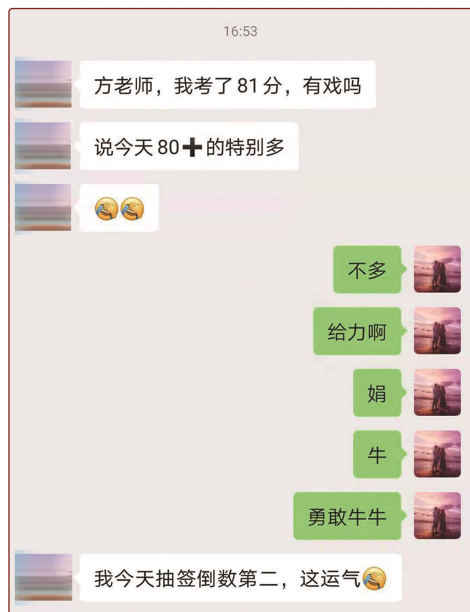 16:53
方老师，我考了81分，有戏吗
说今天80➕的特别多
🤣🤣
不多
给力啊
娟
牛
勇敢牛牛
我今天抽签倒数第二，这运气🤣